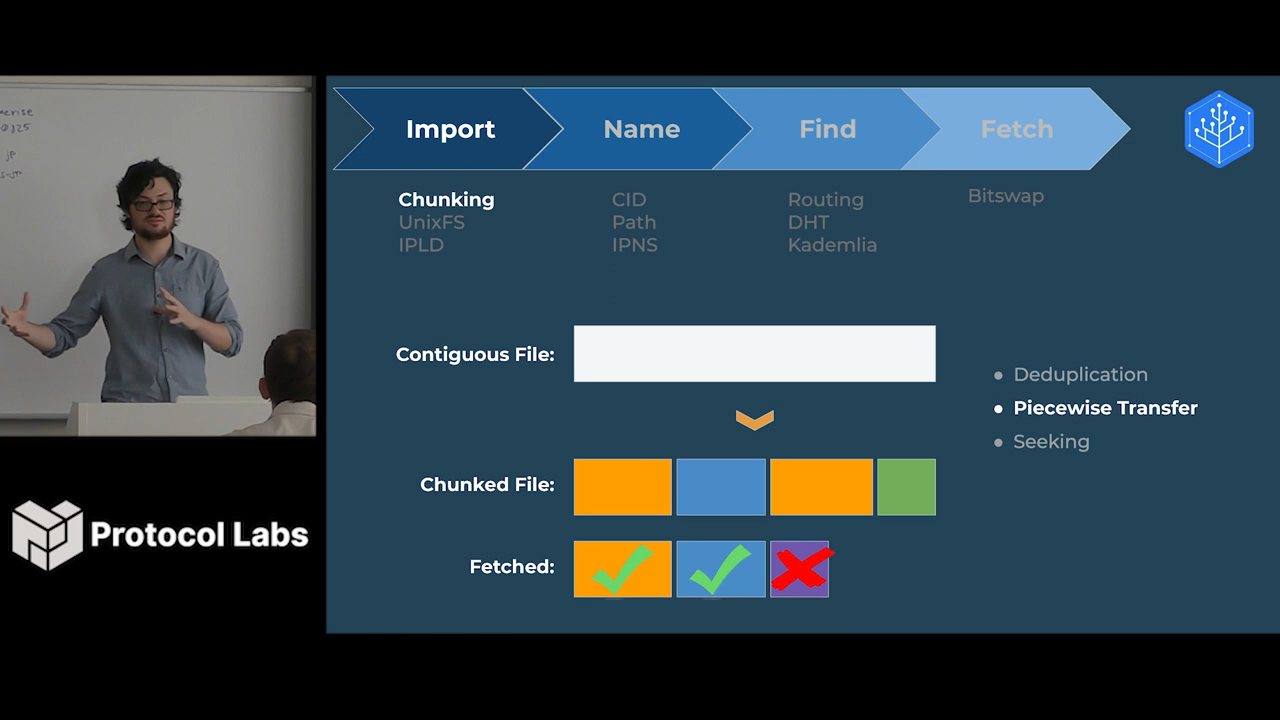 Import
Name
Find
Fetch
Chunking
UnixFS
IPLD
CID
Path
IPNS
Routing
DHT
Kademlia
Bitswap
Contiguous File:
Chunked File:
Fetched:
Deduplication
Piecewise Transfer
Seeking
Protocol Labs